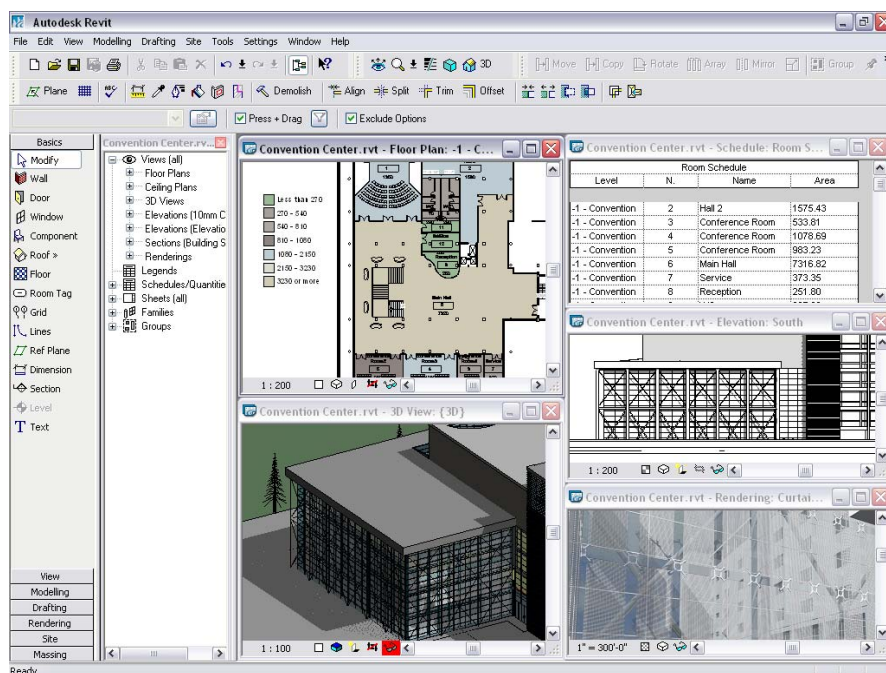 Autodesk Revit
File Edit View Modelling Drafting Site Tools Settings Window Help
3D Move Copy Rotate Array Mirror Group
Plane Demolish Align Split Trim Offset
Press + Drag Exclude Options
Basics
Modify
Wall
Door
Window
Component
Roof »
Floor
Room Tag
Grid
Lines
Ref Plane
Dimension
Section
Level
Text
View
Modelling
Drafting
Rendering
Site
Massing
Ready
Convention Center.rv...
Views (all)
Floor Plans
Ceiling Plans
3D Views
Elevations (10mm C
Elevations (Elevatio
Sections (Building S
Renderings
Legends
Schedules/Quantitie
Sheets (all)
Families
Groups
Convention Center.rvt - Floor Plan: -1 - C...
Less than 270
270 - 540
540 - 810
810 - 1080
1080 - 2150
2150 - 3230
3230 or more
Reception
Main Hall
1 : 200
Convention Center.rvt - Schedule: Room S...
Room Schedule
Level N. Name Area
-1 - Convention 2 Hall 2 1575.43
-1 - Convention 3 Conference Room 533.81
-1 - Convention 4 Conference Room 1078.69
-1 - Convention 5 Conference Room 983.23
-1 - Convention 6 Main Hall 7316.82
-1 - Convention 7 Service 373.35
-1 - Convention 8 Reception 251.80
Convention Center.rvt - Elevation: South
1 : 200
Convention Center.rvt - 3D View: {3D}
1 : 100
Convention Center.rvt - Rendering: Curtai...
1" = 300'-0"